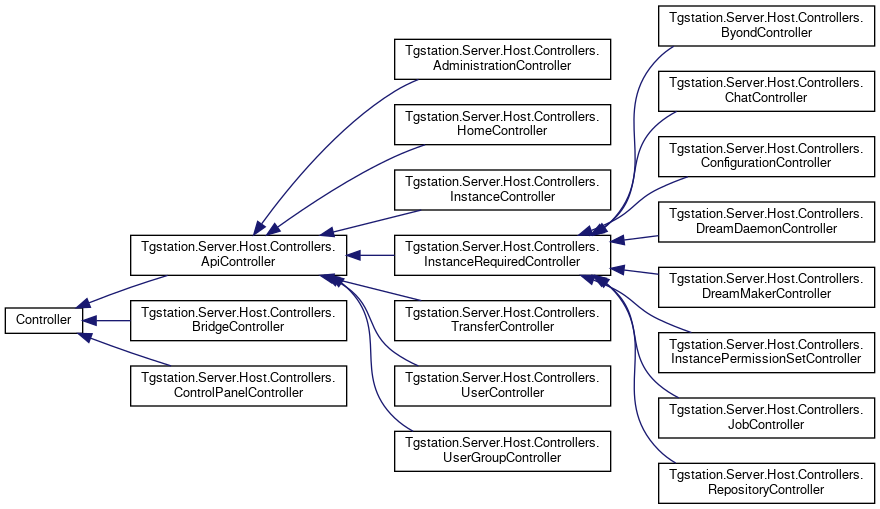 Controller
Tgstation.Server.Host.Controllers.
ApiController
Tgstation.Server.Host.Controllers.
BridgeController
Tgstation.Server.Host.Controllers.
ControlPanelController
Tgstation.Server.Host.Controllers.
AdministrationController
Tgstation.Server.Host.Controllers.
HomeController
Tgstation.Server.Host.Controllers.
InstanceController
Tgstation.Server.Host.Controllers.
InstanceRequiredController
Tgstation.Server.Host.Controllers.
TransferController
Tgstation.Server.Host.Controllers.
UserController
Tgstation.Server.Host.Controllers.
UserGroupController
Tgstation.Server.Host.Controllers.
ByondController
Tgstation.Server.Host.Controllers.
ChatController
Tgstation.Server.Host.Controllers.
ConfigurationController
Tgstation.Server.Host.Controllers.
DreamDaemonController
Tgstation.Server.Host.Controllers.
DreamMakerController
Tgstation.Server.Host.Controllers.
InstancePermissionSetController
Tgstation.Server.Host.Controllers.
JobController
Tgstation.Server.Host.Controllers.
RepositoryController